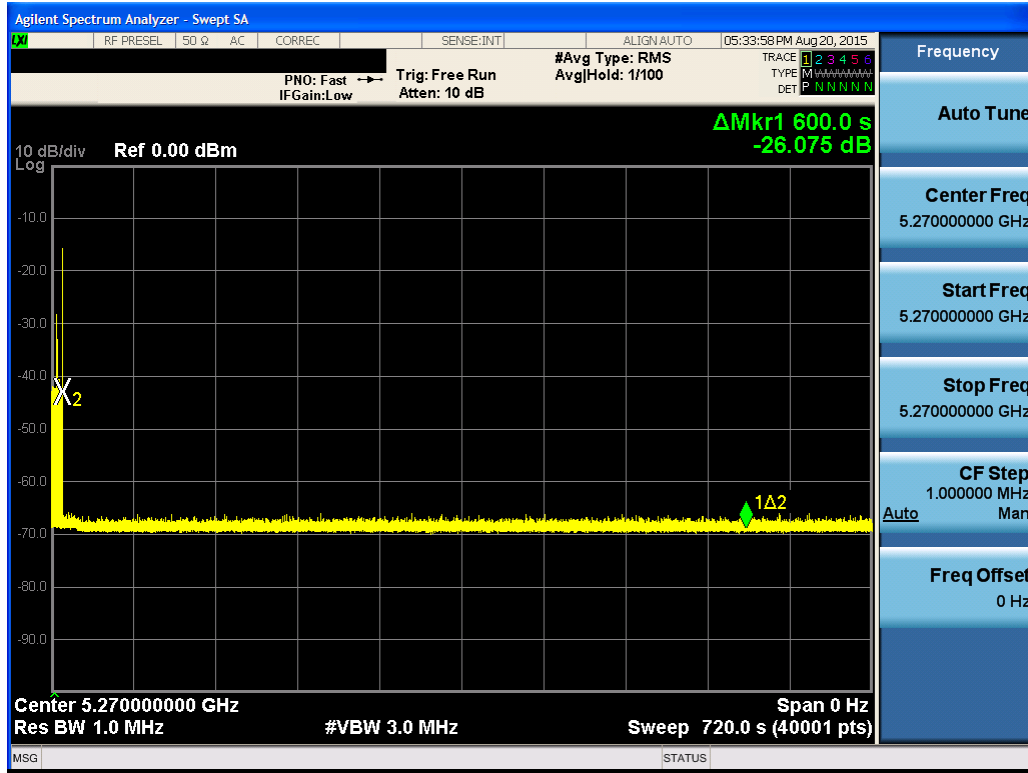 Agilent Spectrum Analyzer - Swept SA
LXI RF PRESEL 50 Ω AC CORREC SENSE:INT ALIGN AUTO 05:33:58 PM Aug 20, 2015
PNO: Fast
IFGain:Low
Trig: Free Run
Atten: 10 dB
#Avg Type: RMS
Avg|Hold: 1/100
TRACE 1 2 3 4 5 6
TYPE M W W W W W
DET P N N N N N
ΔMkr1 600.0 s
-26.075 dB
10 dB/div
Log
Ref 0.00 dBm
-10.0
-20.0
-30.0
-40.0
-50.0
-60.0
-70.0
-80.0
-90.0
2
1Δ2
Center 5.270000000 GHz
Res BW 1.0 MHz
#VBW 3.0 MHz
Span 0 Hz
Sweep 720.0 s (40001 pts)
MSG
STATUS
Frequency
Auto Tune
Center Freq
5.270000000 GHz
Start Freq
5.270000000 GHz
Stop Freq
5.270000000 GHz
CF Step
1.000000 MHz
Auto Man
Freq Offset
0 Hz